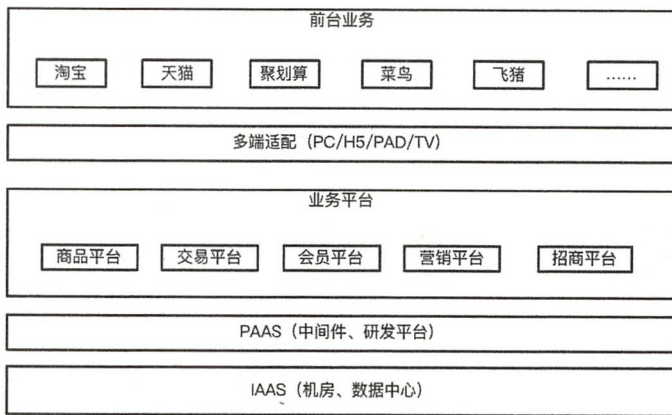 前台业务
淘宝 天猫 聚划算 菜鸟 飞猪 ……
多端适配（PC/H5/PAD/TV）
业务平台
商品平台 交易平台 会员平台 营销平台 招商平台
PAAS（中间件、研发平台）
IAAS（机房、数据中心）